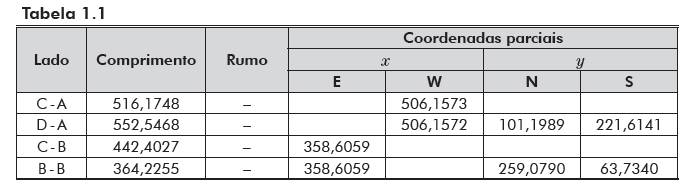 Tabela 1.1
Lado Comprimento Rumo Coordenadas parciais
x y
E W N S
C - A 516,1748 – 506,1573
D - A 552,5468 – 506,1572 101,1989 221,6141
C - B 442,4027 – 358,6059
B - B 364,2255 – 358,6059 259,0790 63,7340